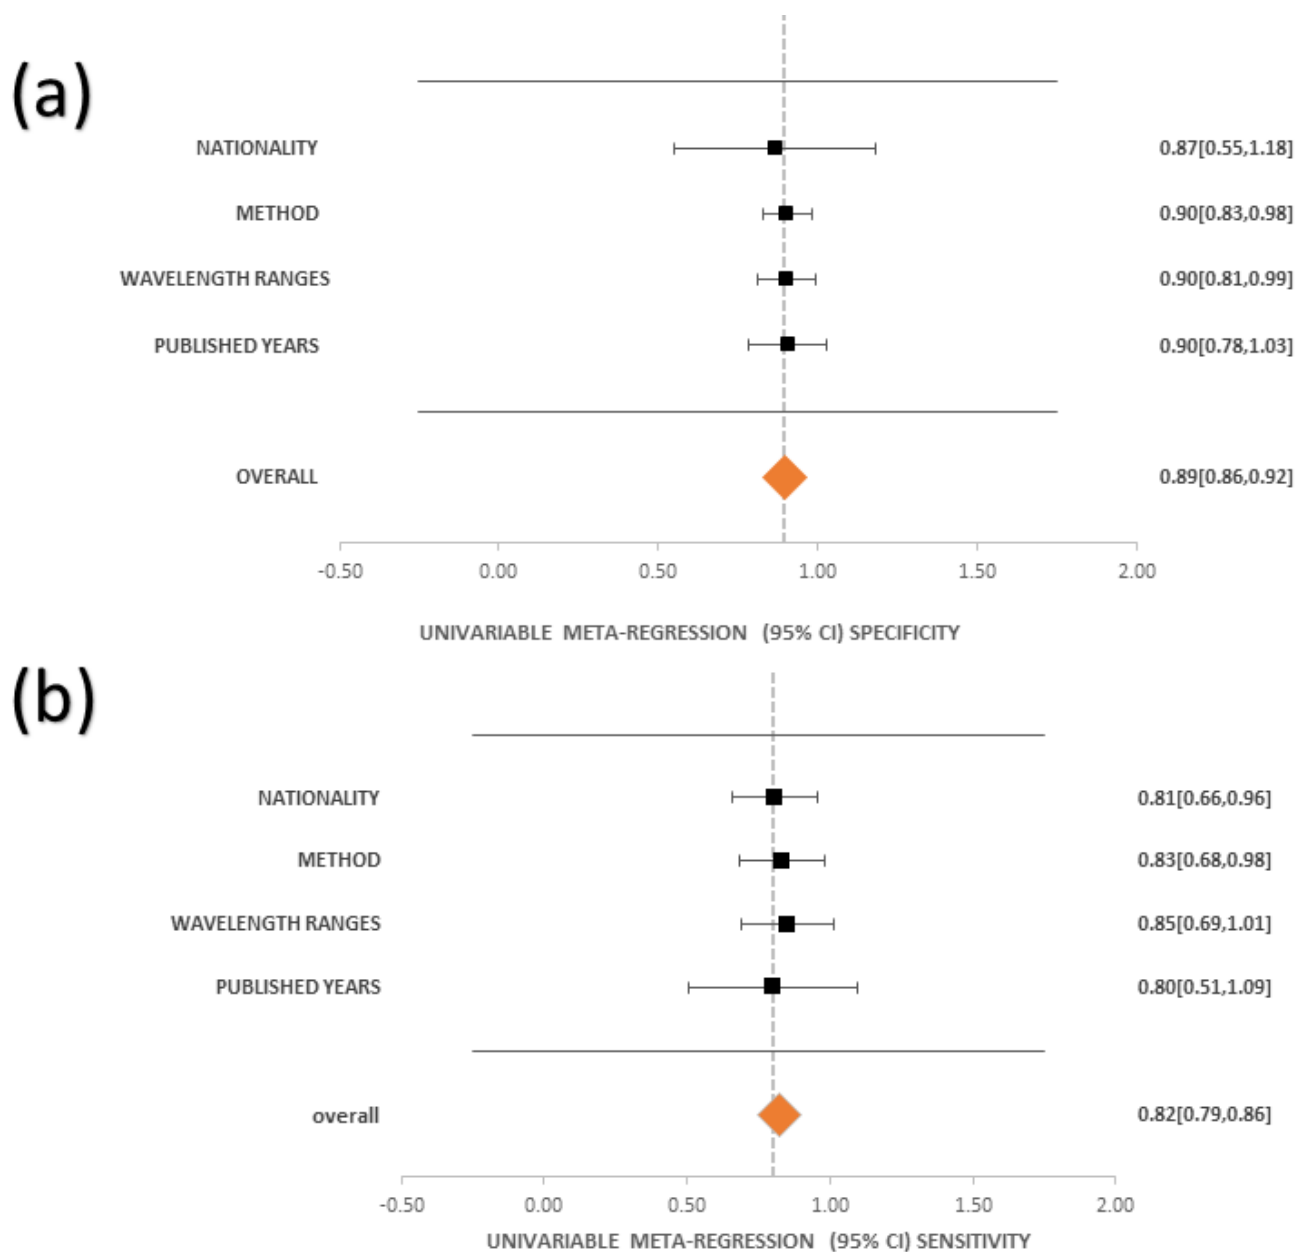 (a)
NATIONALITY 0.87[0.55,1.18]
METHOD 0.90[0.83,0.98]
WAVELENGTH RANGES 0.90[0.81,0.99]
PUBLISHED YEARS 0.90[0.78,1.03]
OVERALL 0.89[0.86,0.92]
-0.50 0.00 0.50 1.00 1.50 2.00
UNIVARIABLE META-REGRESSION (95% CI) SPECIFICITY
(b)
NATIONALITY 0.81[0.66,0.96]
METHOD 0.83[0.68,0.98]
WAVELENGTH RANGES 0.85[0.69,1.01]
PUBLISHED YEARS 0.80[0.51,1.09]
overall 0.82[0.79,0.86]
-0.50 0.00 0.50 1.00 1.50 2.00
UNIVARIABLE META-REGRESSION (95% CI) SENSITIVITY